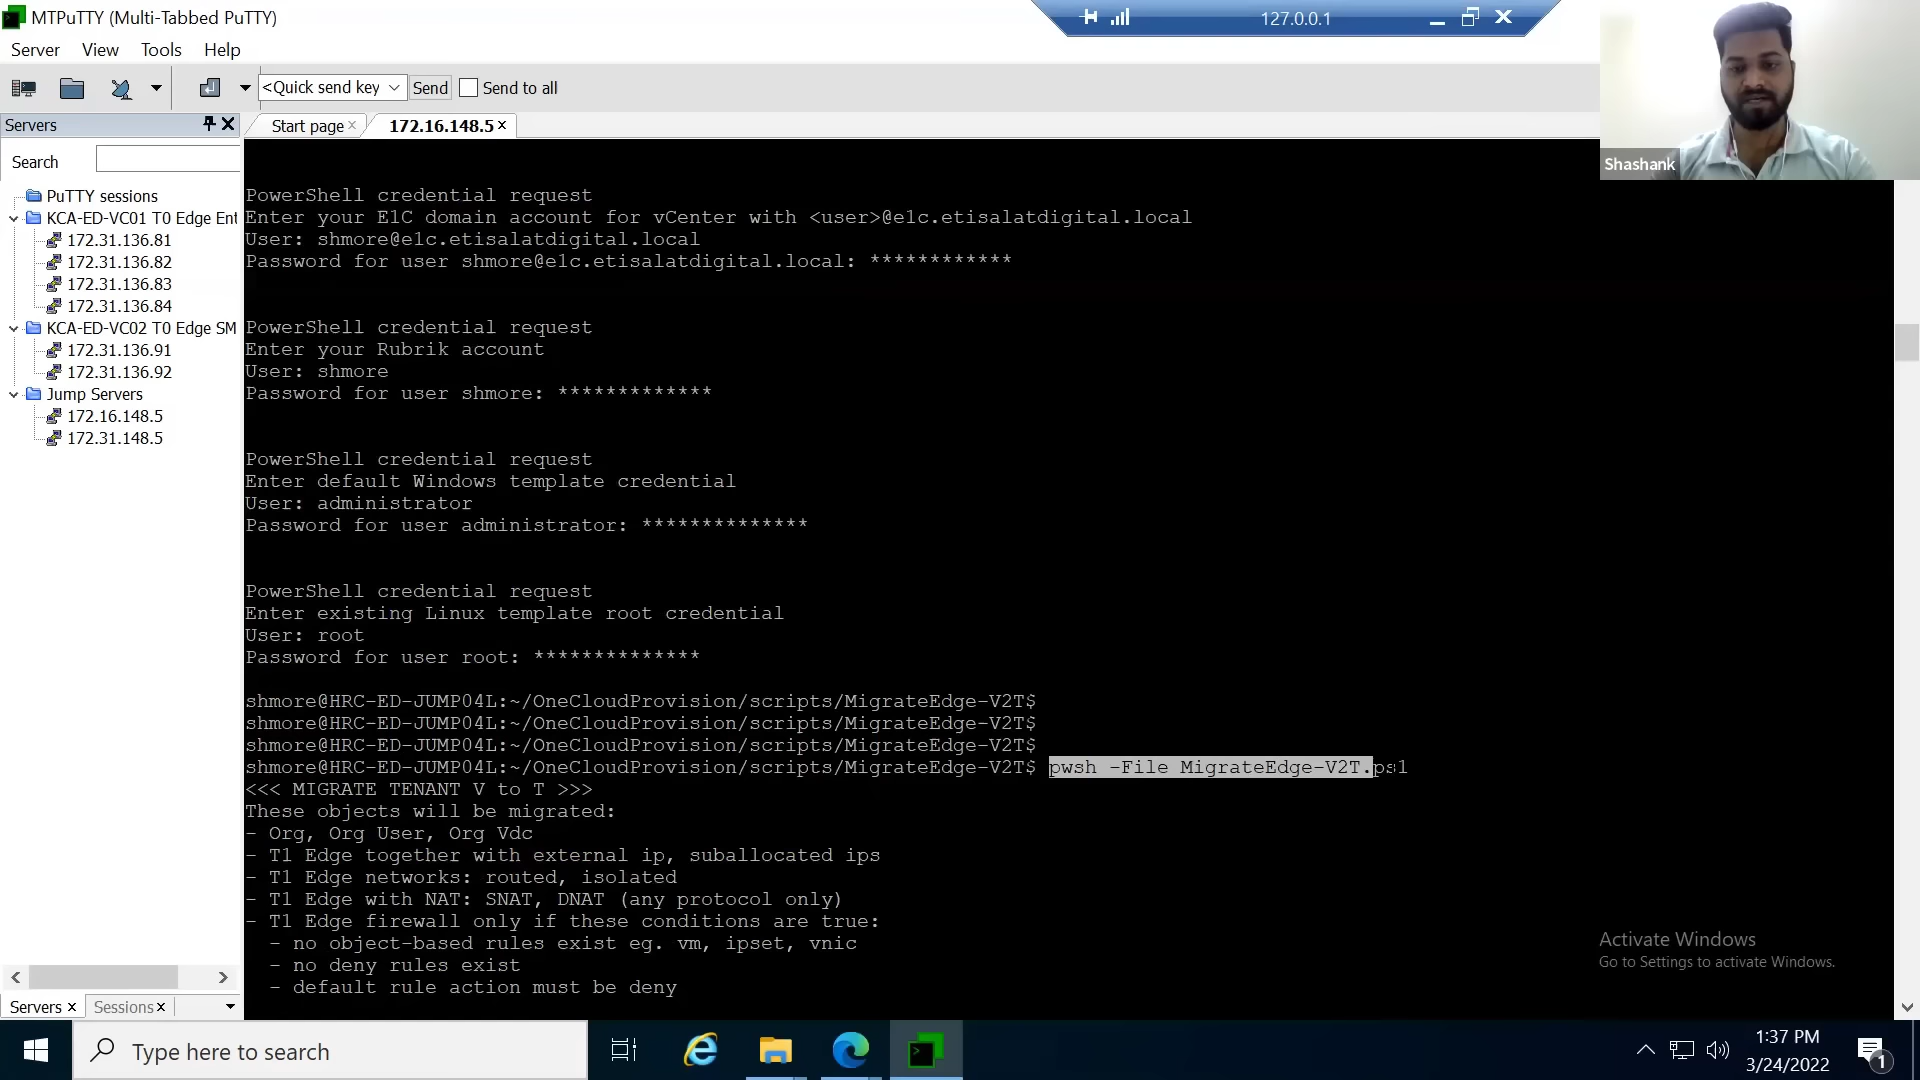 MTPuTTY (Multi-Tabbed PuTTY)
127.0.0.1
Server View Tools Help
<Quick send key Send Send to all
Servers
Start page 172.16.148.5
Search
PuTTY sessions
KCA-ED-VC01 T0 Edge Ent
172.31.136.81
172.31.136.82
172.31.136.83
172.31.136.84
KCA-ED-VC02 T0 Edge SM
172.31.136.91
172.31.136.92
Jump Servers
172.16.148.5
172.31.148.5
Servers Sessions
Shashank
PowerShell credential request
Enter your E1C domain account for vCenter with <user>@e1c.etisalatdigital.local
User: shmore@e1c.etisalatdigital.local
Password for user shmore@e1c.etisalatdigital.local: ************
PowerShell credential request
Enter your Rubrik account
User: shmore
Password for user shmore: *************
PowerShell credential request
Enter default Windows template credential
User: administrator
Password for user administrator: **************
PowerShell credential request
Enter existing Linux template root credential
User: root
Password for user root: **************
shmore@HRC-ED-JUMP04L:~/OneCloudProvision/scripts/MigrateEdge-V2T$
shmore@HRC-ED-JUMP04L:~/OneCloudProvision/scripts/MigrateEdge-V2T$
shmore@HRC-ED-JUMP04L:~/OneCloudProvision/scripts/MigrateEdge-V2T$
shmore@HRC-ED-JUMP04L:~/OneCloudProvision/scripts/MigrateEdge-V2T$ pwsh -File MigrateEdge-V2T.ps1
<<< MIGRATE TENANT V to T >>>
These objects will be migrated:
- Org, Org User, Org Vdc
- T1 Edge together with external ip, suballocated ips
- T1 Edge networks: routed, isolated
- T1 Edge with NAT: SNAT, DNAT (any protocol only)
- T1 Edge firewall only if these conditions are true:
- no object-based rules exist eg. vm, ipset, vnic
- no deny rules exist
- default rule action must be deny
Activate Windows
Go to Settings to activate Windows.
Type here to search
1:37 PM
3/24/2022
1